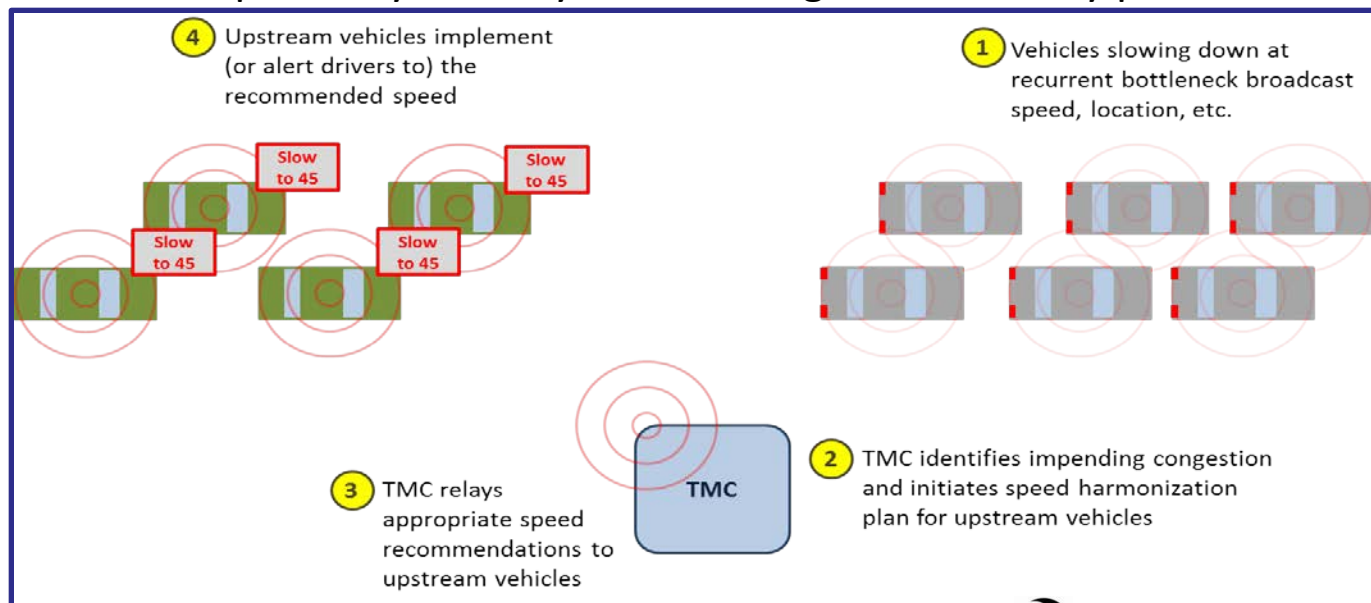 4 Upstream vehicles implement
(or alert drivers to) the
recommended speed
1 Vehicles slowing down at
recurrent bottleneck broadcast
speed, location, etc.
Slow
to 45
Slow
to 45
Slow
to 45
Slow
to 45
TMC
2 TMC identifies impending congestion
and initiates speed harmonization
plan for upstream vehicles
3 TMC relays
appropriate speed
recommendations to
upstream vehicles